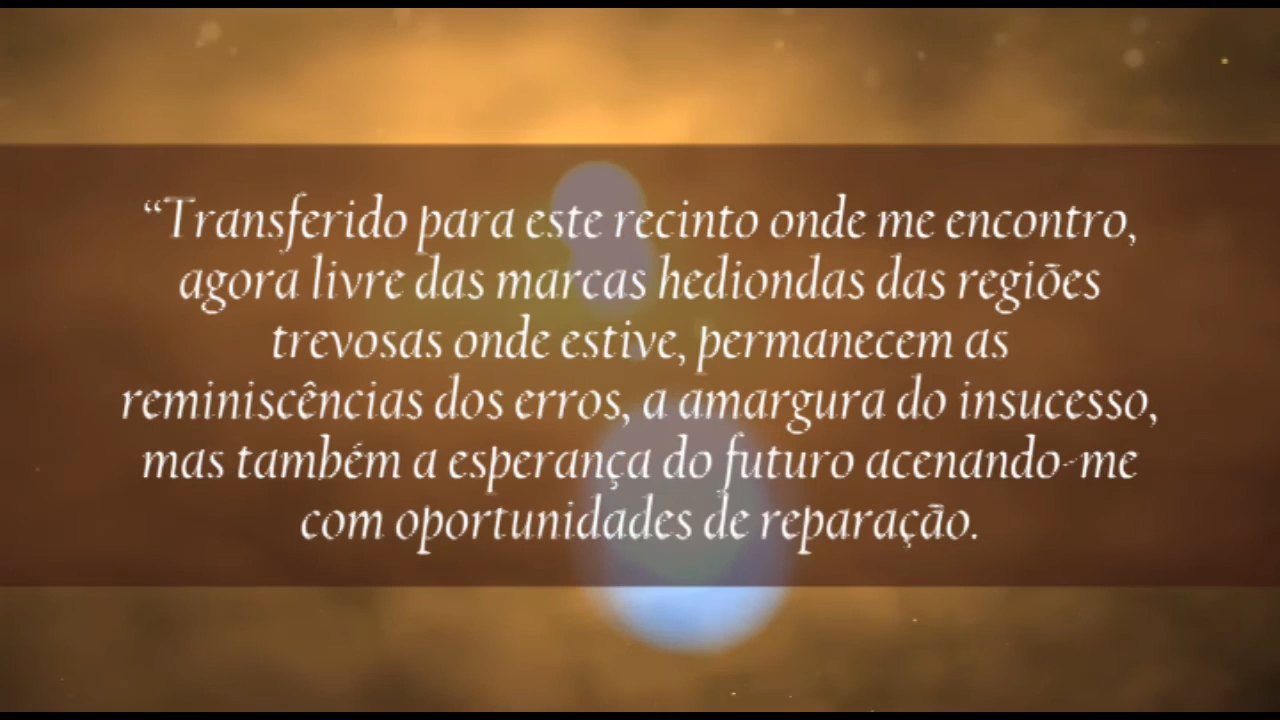 “Transferido para este recinto onde me encontro,
agora livre das marcas hediondas das regiões
trevosas onde estive, permanecem as
reminiscências dos erros, a amargura do insucesso,
mas também a esperança do futuro acenando-me
com oportunidades de reparação.